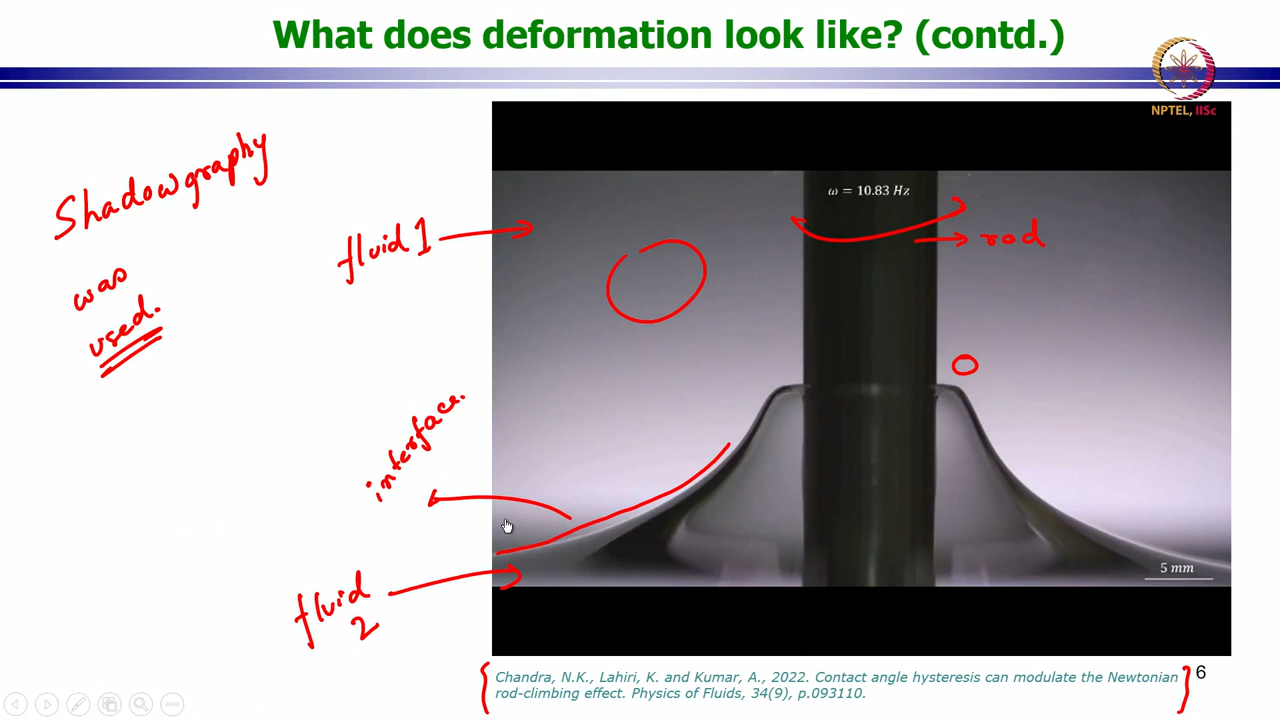 What does deformation look like? (contd.)
NPTEL, IISc
Shadowgraphy
was
used.
fluid 1
ω = 10.83 Hz
rod
interface.
fluid
2
5 mm
Chandra, N.K., Lahiri, K. and Kumar, A., 2022. Contact angle hysteresis can modulate the Newtonian
rod-climbing effect. Physics of Fluids, 34(9), p.093110.
6